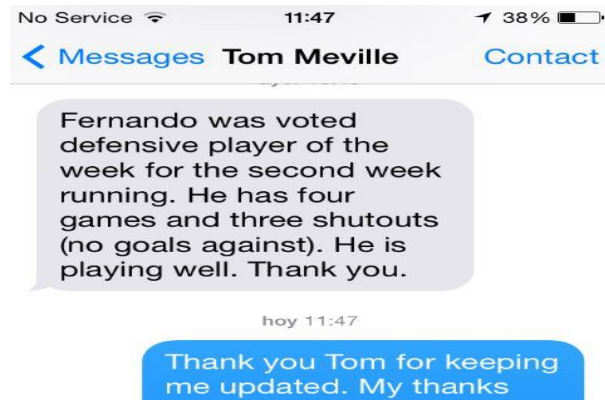 No Service 11:47 38%
Messages Tom Meville Contact
Fernando was voted
defensive player of the
week for the second week
running. He has four
games and three shutouts
(no goals against). He is
playing well. Thank you.
hoy 11:47
Thank you Tom for keeping
me updated. My thanks